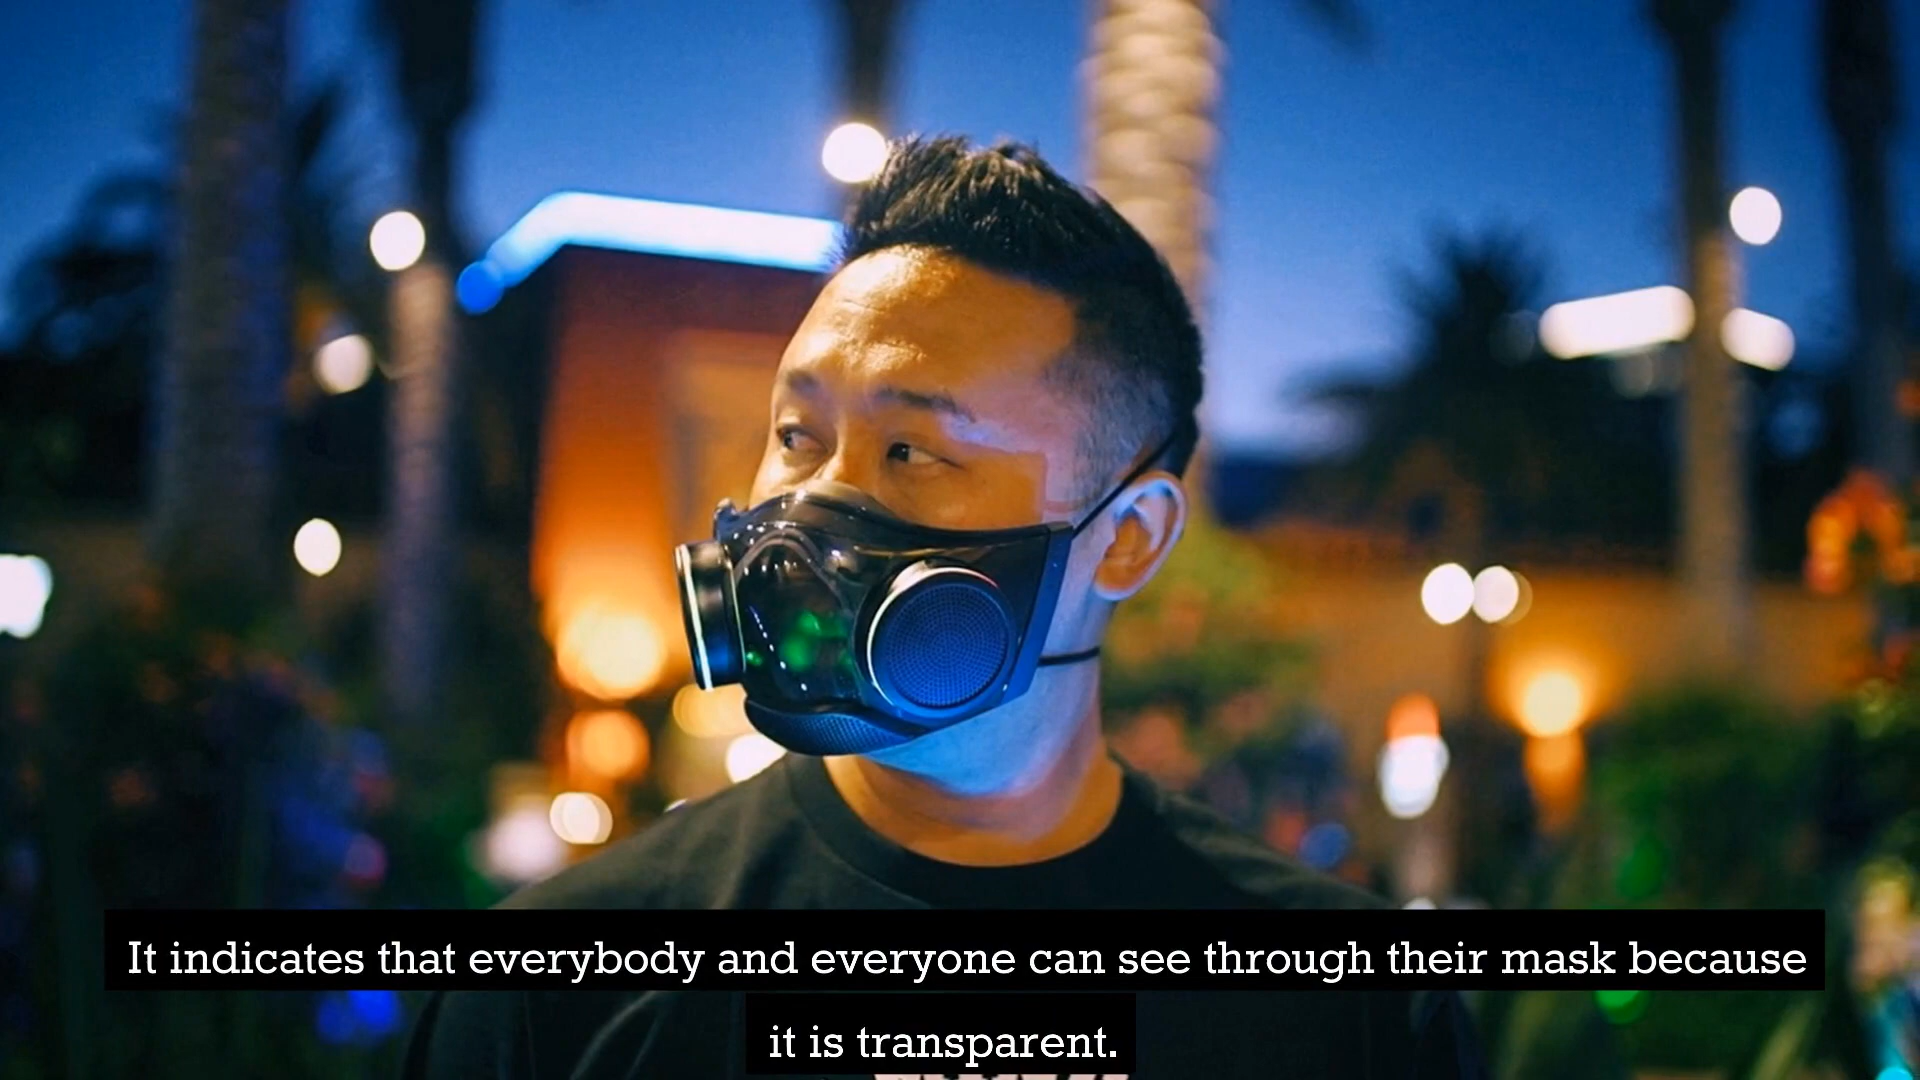 It indicates that everybody and everyone can see through their mask because
it is transparent.